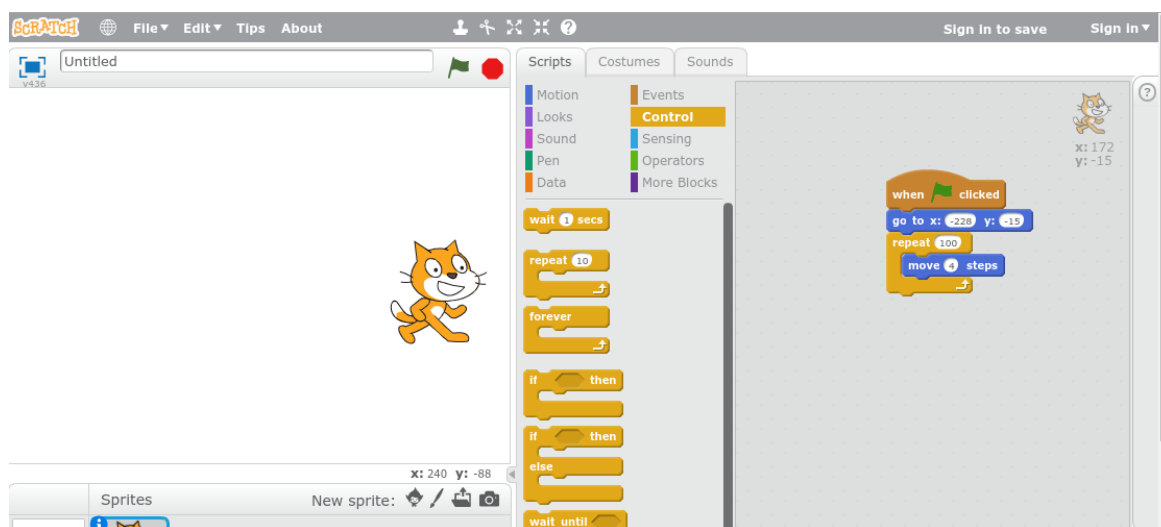 SCRATCH File Edit Tips About Sign in to save Sign in
Untitled
v436
Scripts Costumes Sounds
Motion Events
Looks Control
Sound Sensing
Pen Operators
Data More Blocks
wait 1 secs
repeat 10
forever
if then
if then
else
wait until
x: 172
y: -15
when clicked
go to x: -228 y: -15
repeat 100
move 4 steps
x: 240 y: -88
Sprites New sprite: